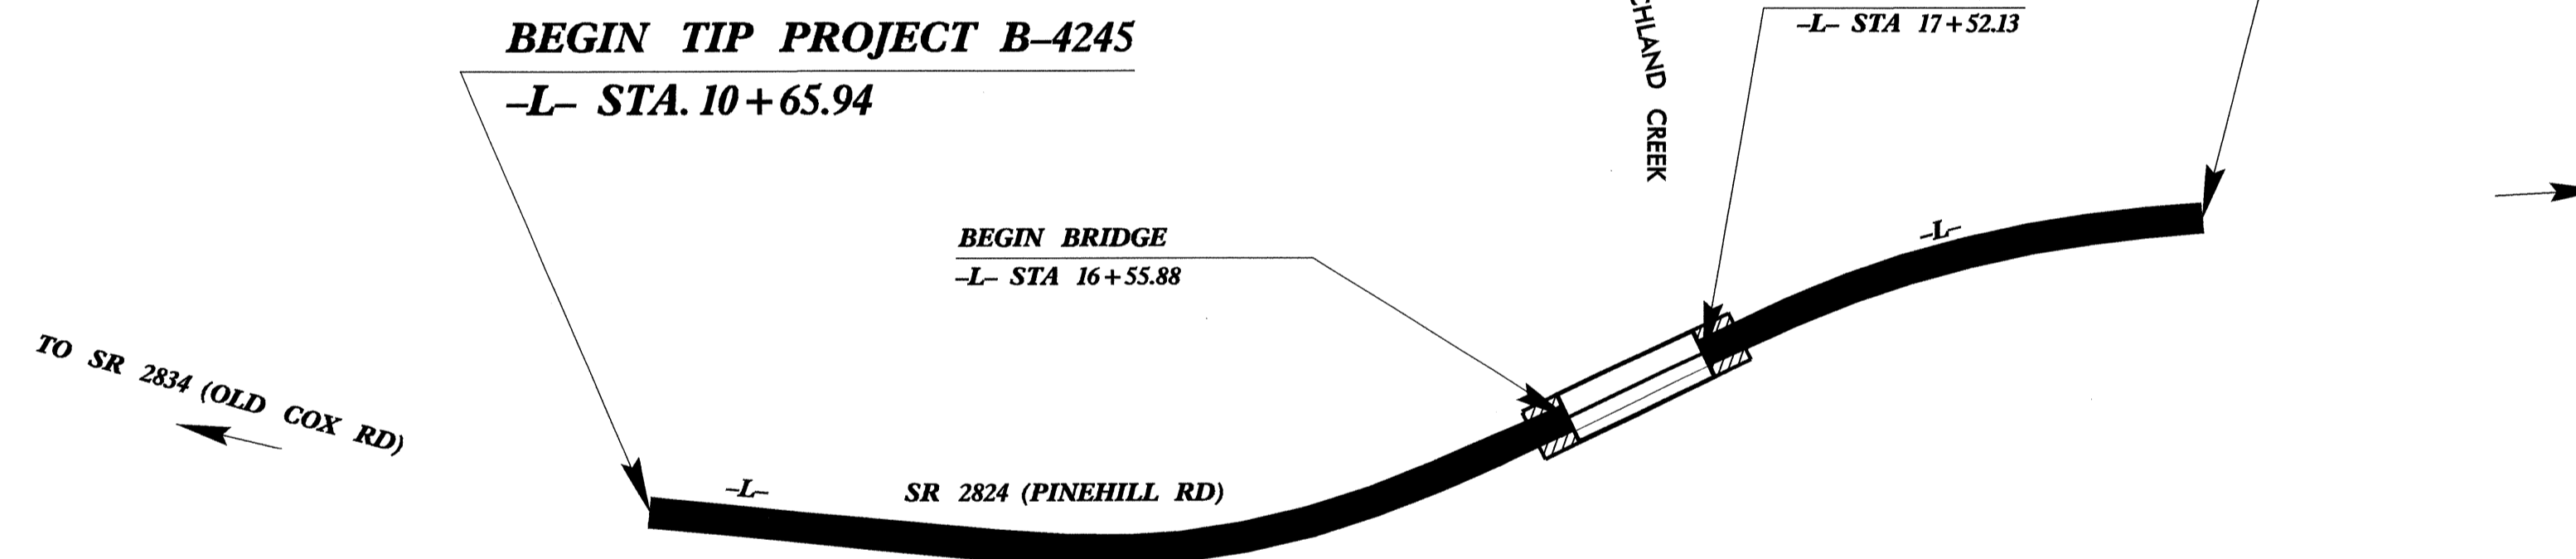 BEGIN TIP PROJECT B-4245
-L- STA. 10+65.94
CREEK
-L- STA 17+52.13
BEGIN BRIDGE
-L- STA 16+55.88
-L-
TO SR 2834 (OLD COX RD)
-L-
SR 2824 (PINEHILL RD)